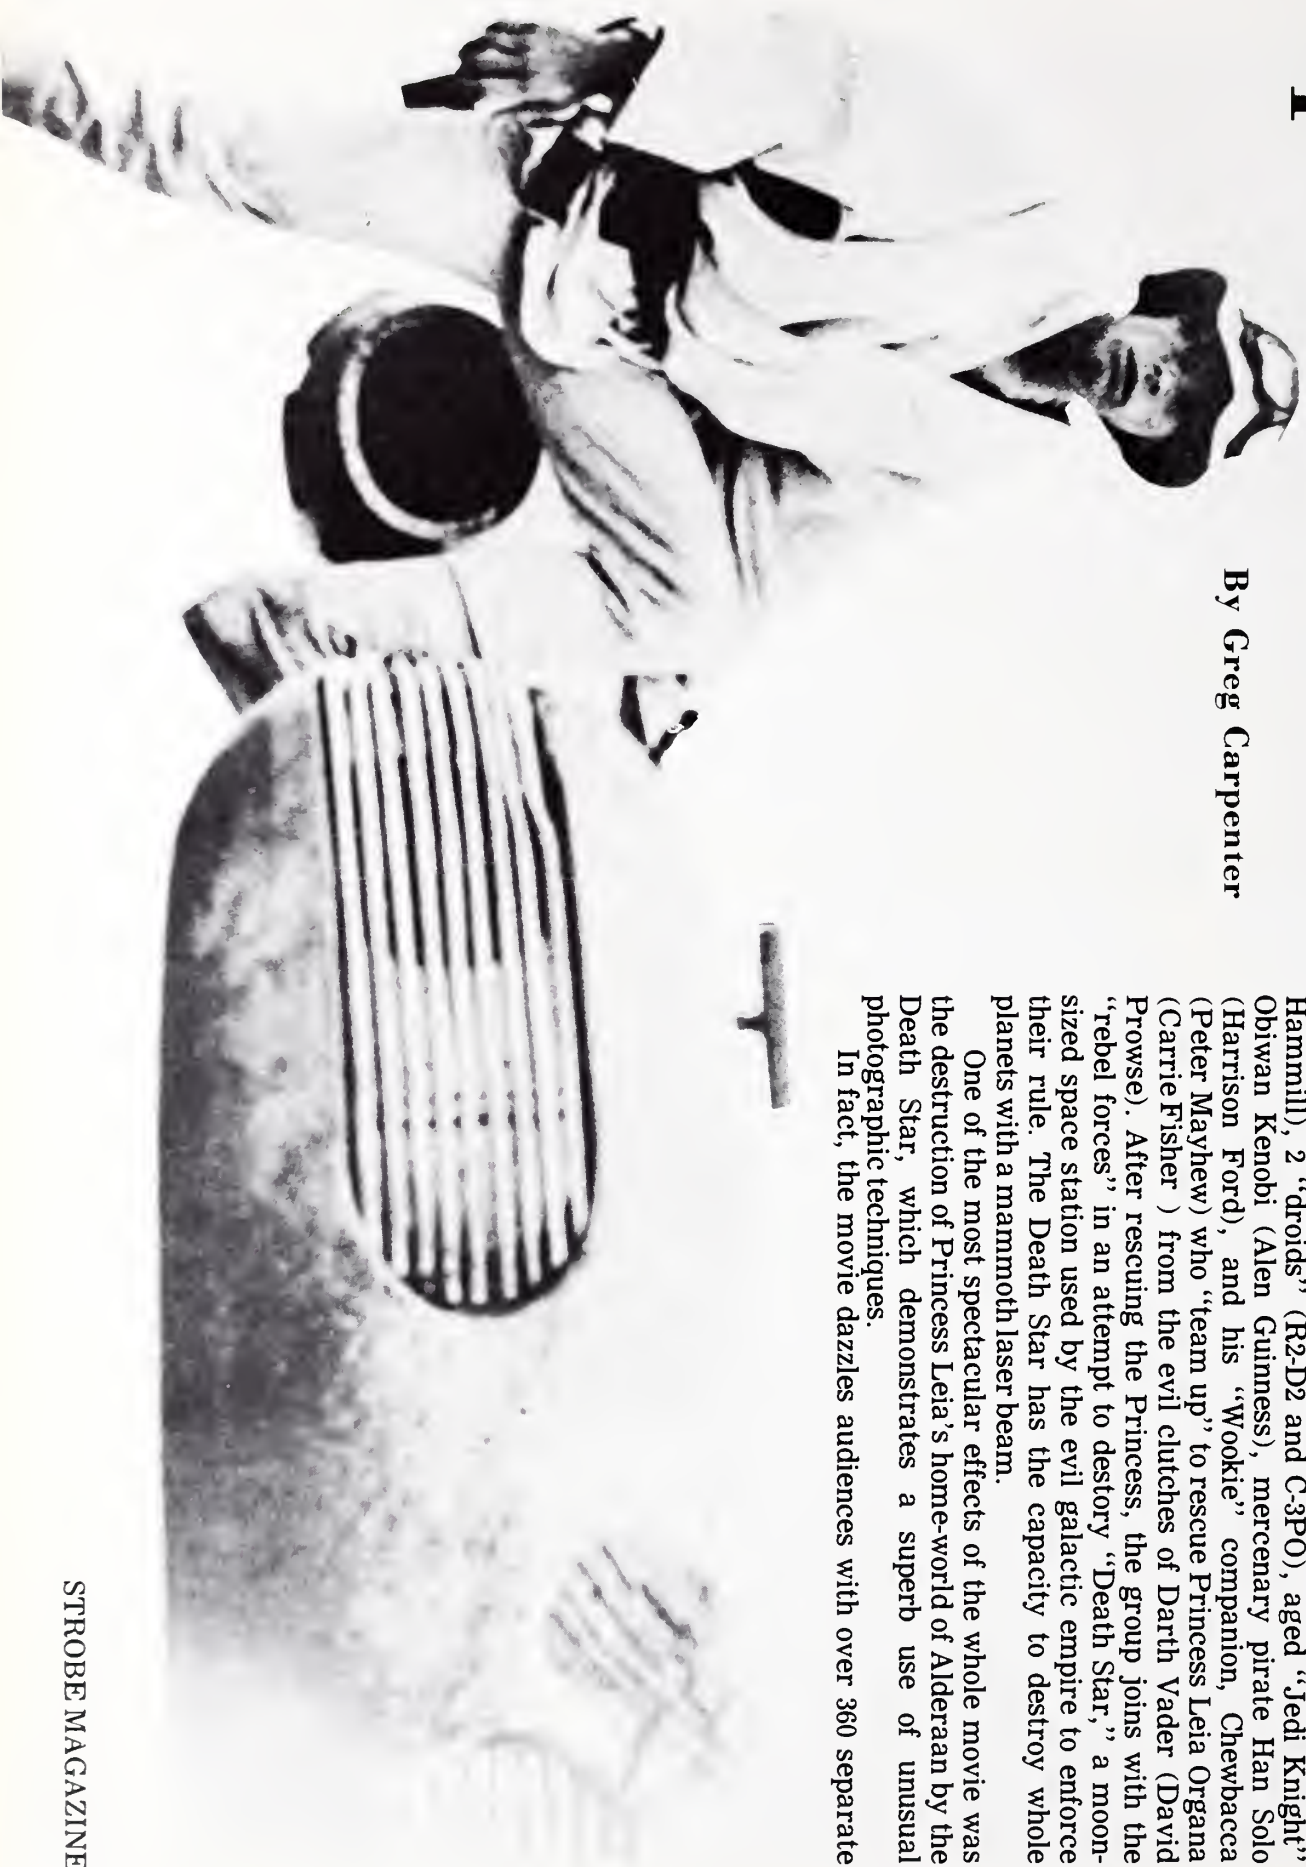 By Greg Carpenter
Hammill), 2 “droids” (R2-D2 and C-3PO), aged “Jedi Knight”
Obiwan Kenobi (Alen Guinness), mercenary pirate Han Solo
(Harrison Ford), and his “Wookie” companion, Chewbacca
(Peter Mayhew) who “team up” to rescue Princess Leia Organa
(Carrie Fisher ) from the evil clutches of Darth Vader (David
Prowse). After rescuing the Princess, the group joins with the
“rebel forces” in an attempt to destory “Death Star,” a moon-
sized space station used by the evil galactic empire to enforce
their rule. The Death Star has the capacity to destroy whole
planets with a mammoth laser beam.
One of the most spectacular effects of the whole movie was
the destruction of Princess Leia’s home-world of Alderaan by the
Death Star, which demonstrates a superb use of unusual
photographic techniques.
In fact, the movie dazzles audiences with over 360 separate
STROBE MAGAZINE